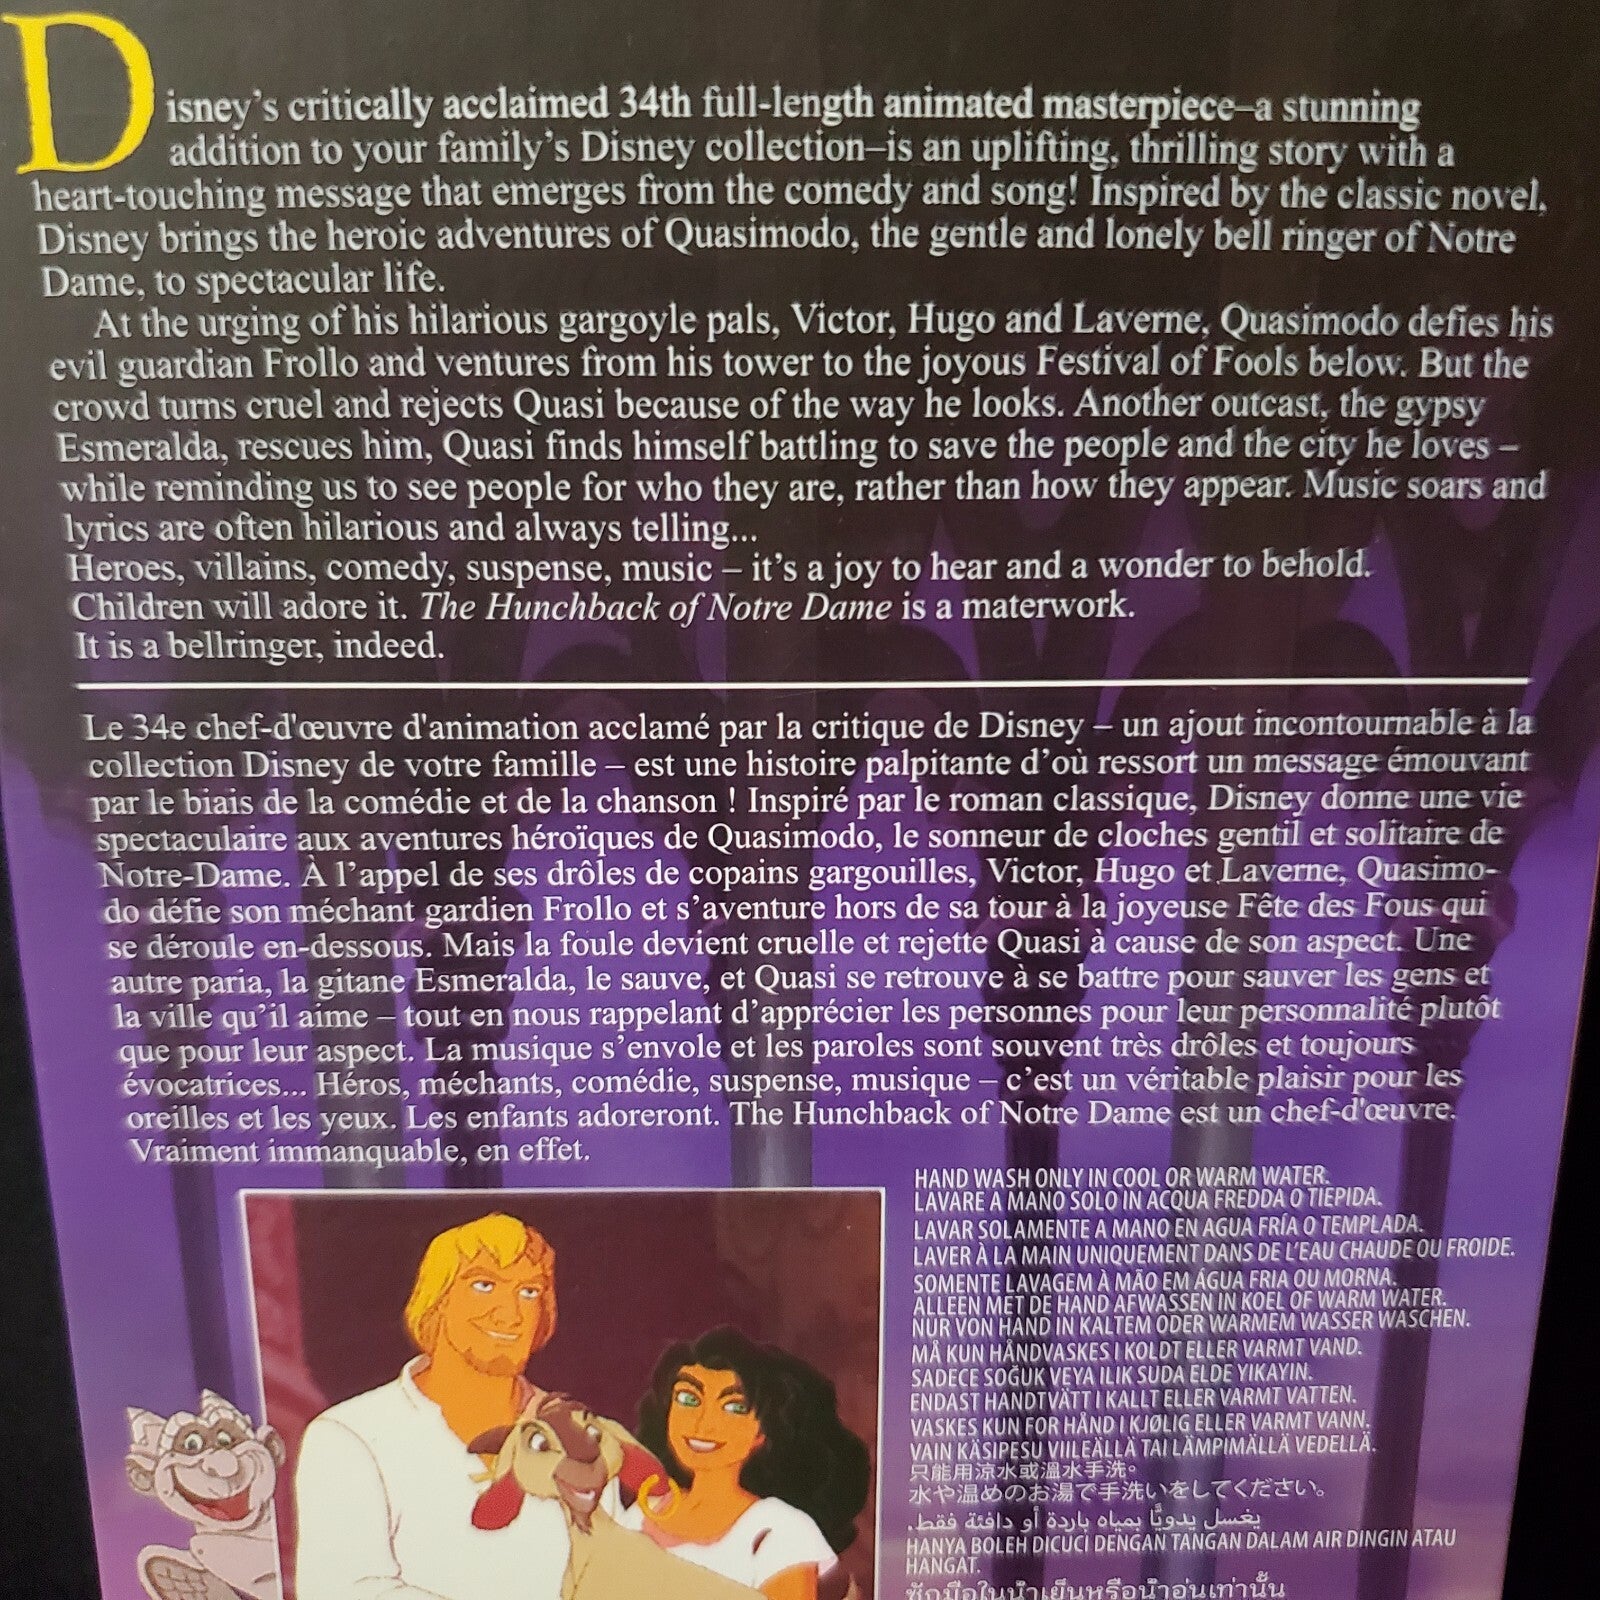 Disney's critically acclaimed 34th full-length animated masterpiece–a stunning
addition to your family's Disney collection–is an uplifting, thrilling story with a
heart-touching message that emerges from the comedy and song! Inspired by the classic novel,
Disney brings the heroic adventures of Quasimodo, the gentle and lonely bell ringer of Notre
Dame, to spectacular life.
At the urging of his hilarious gargoyle pals, Victor, Hugo and Laverne, Quasimodo defies his
evil guardian Frollo and ventures from his tower to the joyous Festival of Fools below. But the
crowd turns cruel and rejects Quasi because of the way he looks. Another outcast, the gypsy
Esmeralda, rescues him, Quasi finds himself battling to save the people and the city he loves –
while reminding us to see people for who they are, rather than how they appear. Music soars and
lyrics are often hilarious and always telling...
Heroes, villains, comedy, suspense, music – it's a joy to hear and a wonder to behold.
Children will adore it. The Hunchback of Notre Dame is a materwork.
It is a bellringer, indeed.
Le 34e chef-d'œuvre d'animation acclamé par la critique de Disney – un ajout incontournable à la
collection Disney de votre famille – est une histoire palpitante d'où ressort un message émouvant
par le biais de la comédie et de la chanson ! Inspiré par le roman classique, Disney donne une vie
spectaculaire aux aventures héroïques de Quasimodo, le sonneur de cloches gentil et solitaire de
Notre-Dame. À l'appel de ses drôles de copains gargouilles, Victor, Hugo et Laverne, Quasimo-
do défie son méchant gardien Frollo et s'aventure hors de sa tour à la joyeuse Fête des Fous qui
se déroule en-dessous. Mais la foule devient cruelle et rejette Quasi à cause de son aspect. Une
autre paria, la gitane Esmeralda, le sauve, et Quasi se retrouve à se battre pour sauver les gens et
la ville qu'il aime – tout en nous rappelant d'apprécier les personnes pour leur personnalité plutôt
que pour leur aspect. La musique s'envole et les paroles sont souvent très drôles et toujours
évocatrices... Héros, méchants, comédie, suspense, musique – c'est un véritable plaisir pour les
oreilles et les yeux. Les enfants adoreront. The Hunchback of Notre Dame est un chef-d'œuvre.
Vraiment immanquable, en effet.
HAND WASH ONLY IN COOL OR WARM WATER.
LAVARE A MANO SOLO IN ACQUA FREDDA O TIEPIDA.
LAVAR SOLAMENTE A MANO EN AGUA FRÍA O TEMPLADA.
LAVER À LA MAIN UNIQUEMENT DANS DE L'EAU CHAUDE OU FROIDE.
SOMENTE LAVAGEM À MÃO EM ÁGUA FRIA OU MORNA.
ALLEEN MET DE HAND AFWASSEN IN KOEL OF WARM WATER.
NUR VON HAND IN KALTEM ODER WARMEM WASSER WASCHEN.
MÅ KUN HÅNDVASKES I KOLDT ELLER VARMT VAND.
SADECE SOĞUK VEYA ILIK SUDA ELDE YIKAYIN.
ENDAST HANDTVÄTT I KALLT ELLER VARMT VATTEN.
VASKES KUN FOR HÅND I KJØLIG ELLER VARMT VANN.
VAIN KÄSIPESU VIILEÄLLÄ TAI LÄMPIMÄLLÄ VEDELLÄ.
只能用涼水或溫水手洗。
水や温めのお湯で手洗いをしてください。
يغسل يدويًّا بمياه باردة أو دافئة فقط.
HANYA BOLEH DICUCI DENGAN TANGAN DALAM AIR DINGIN ATAU
HANGAT.
ซักมือในน้ำเย็นหรือน้ำอุ่นเท่านั้น